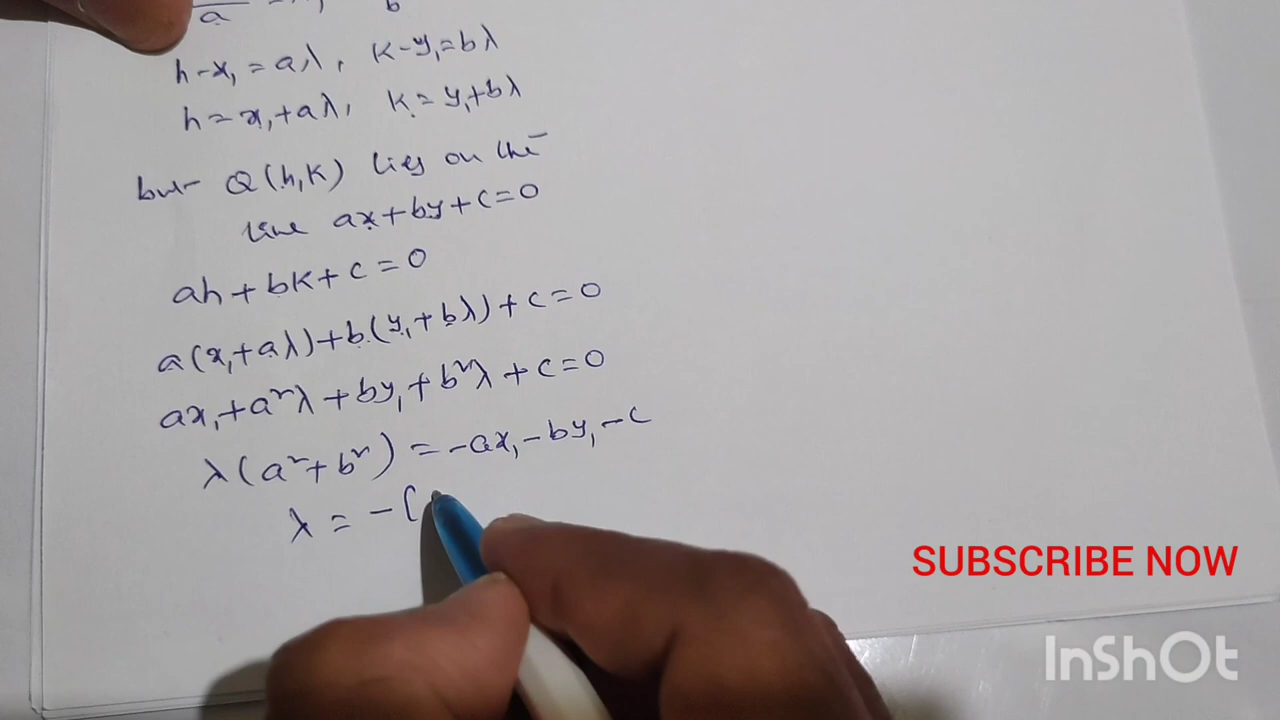 a b
h-x₁=aλ, k-y₁=bλ
h=x₁+aλ, k=y₁+bλ
but Q(h,k) lies on the
line ax+by+c=0
ah+bk+c=0
a(x₁+aλ)+b(y₁+bλ)+c=0
ax₁+a²λ+by₁+b²λ+c=0
λ(a²+b²)=-ax₁-by₁-c
λ=-(
SUBSCRIBE NOW
InShOt